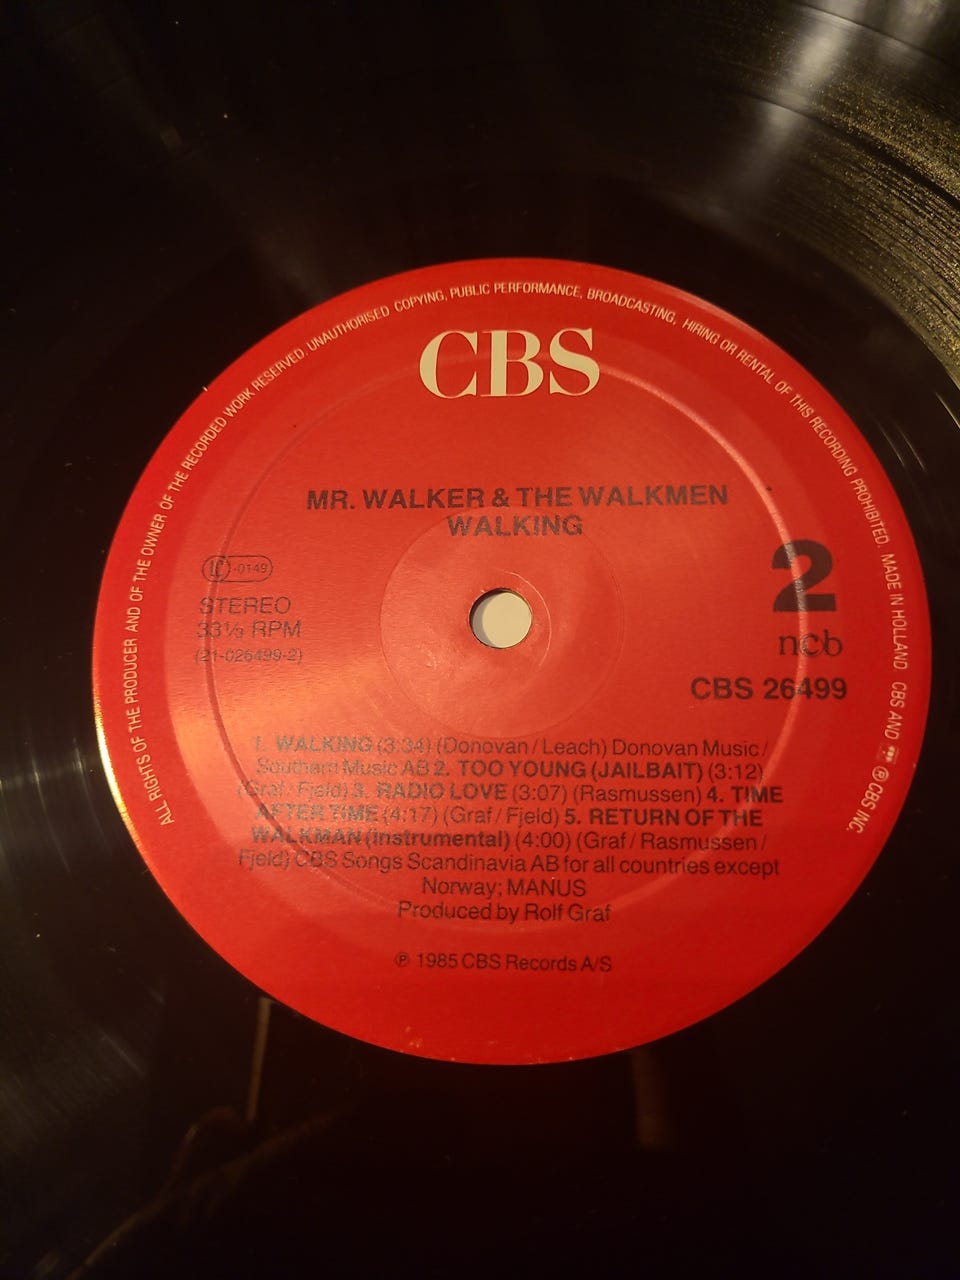 ALL RIGHTS OF THE PRODUCER AND OF THE OWNER OF THE RECORDED WORK RESERVED. UNAUTHORISED COPYING, PUBLIC PERFORMANCE, BROADCASTING, HIRING OR RENTAL OF THIS RECORDING PROHIBITED. MADE IN HOLLAND CBS AND ℗ CBS INC.
CBS
MR. WALKER & THE WALKMEN
WALKING
LC-0149
STEREO
33⅓ RPM
(21-026499-2)
2
ncb
CBS 26499
1. WALKING (3:34) (Donovan / Leach) Donovan Music /
Southern Music AB 2. TOO YOUNG (JAILBAIT) (3:12)
(Graf / Fjeld) 3. RADIO LOVE (3:07) (Rasmussen) 4. TIME
AFTER TIME (4:17) (Graf / Fjeld) 5. RETURN OF THE
WALKMAN (Instrumental) (4:00) (Graf / Rasmussen /
Fjeld) CBS Songs Scandinavia AB for all countries except
Norway; MANUS
Produced by Rolf Graf
℗ 1985 CBS Records A/S